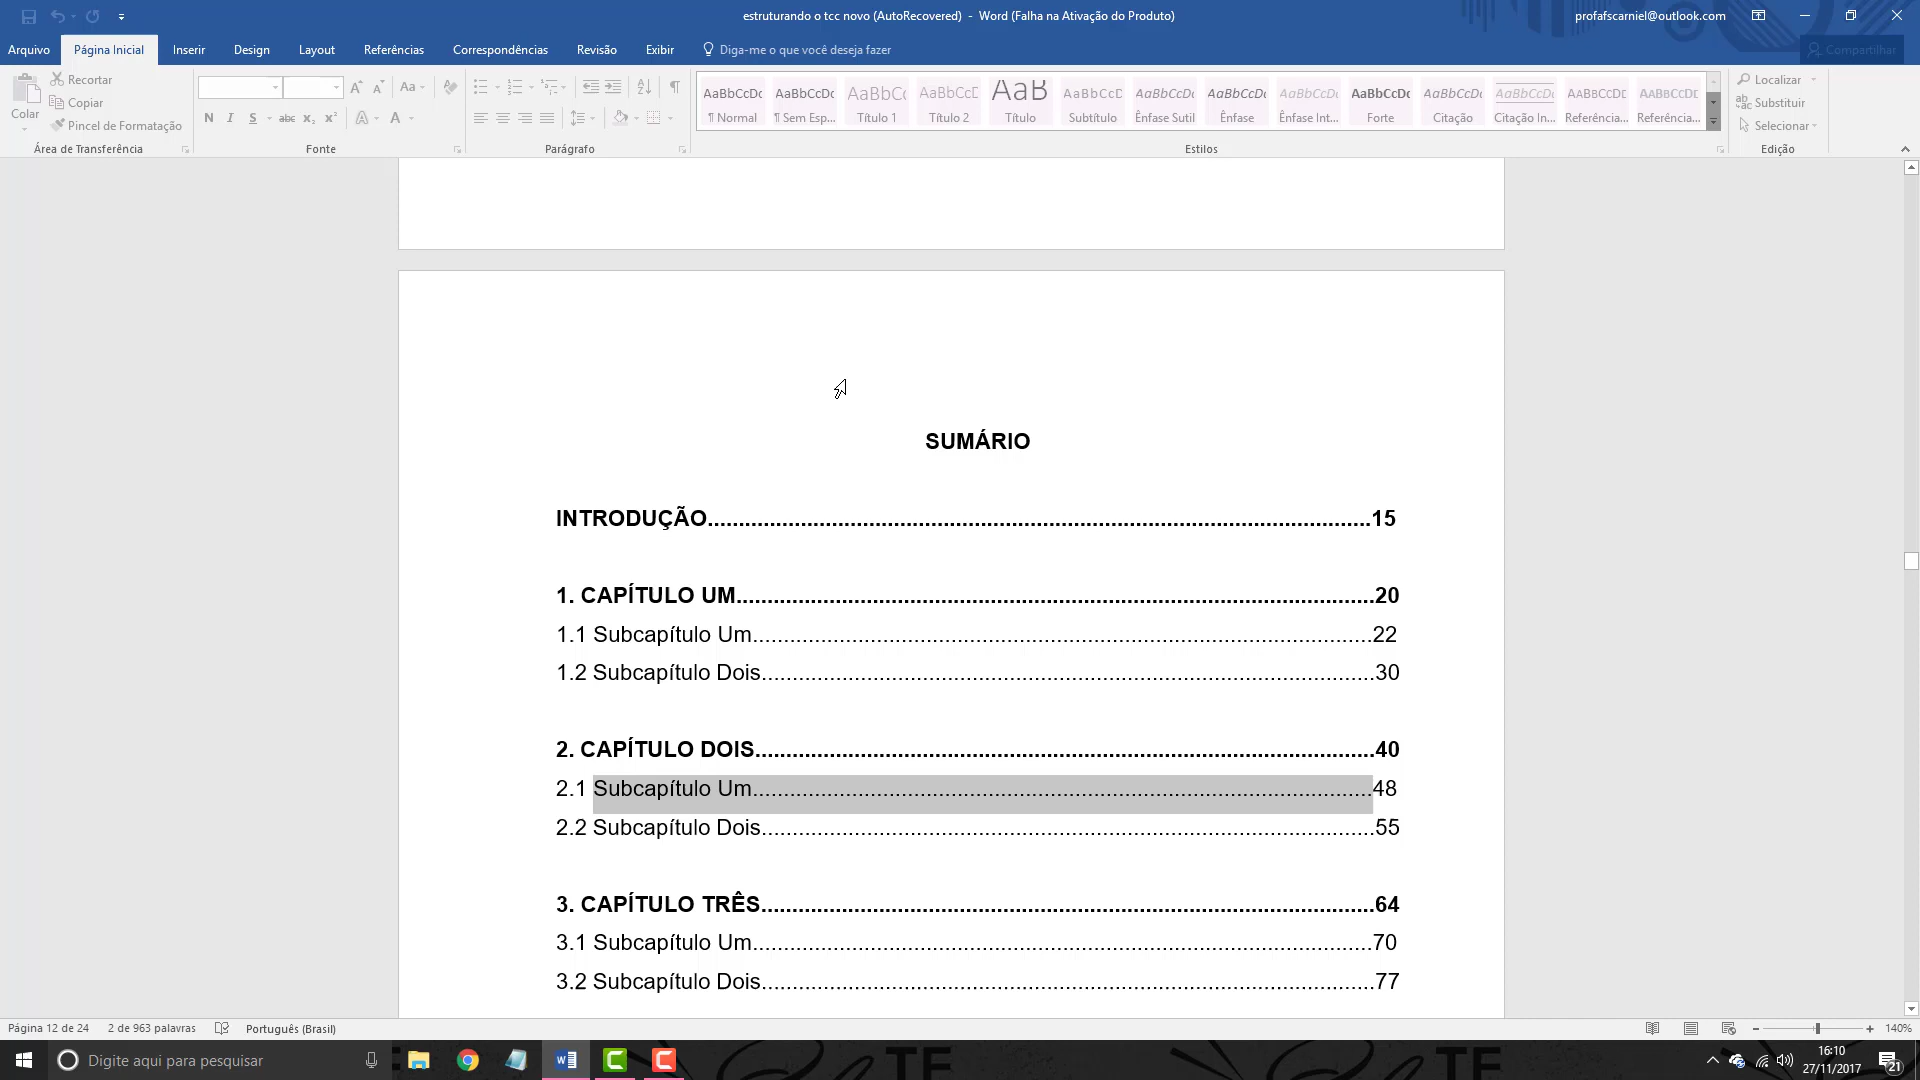 estruturando o tcc novo (AutoRecovered) - Word (Falha na Ativação do Produto)
profafscarniel@outlook.com
Arquivo Página Inicial Inserir Design Layout Referências Correspondências Revisão Exibir Diga-me o que você deseja fazer Compartilhar
Colar
Recortar
Copiar
Pincel de Formatação
Área de Transferência
Aa
N I S abc x₂ x² A A
Fonte
Parágrafo
AaBbCcDc AaBbCcDc AaBbCc AaBbCcD AaB AaBbCcD AaBbCcDc AaBbCcDc AaBbCcDc AaBbCcDc AaBbCcDc AaBbCcDc AABBCCDD AABBCCDD
¶ Normal ¶ Sem Esp... Título 1 Título 2 Título Subtítulo Ênfase Sutil Ênfase Ênfase Int... Forte Citação Citação In... Referência... Referência...
Estilos
Localizar
Substituir
Selecionar
Edição
SUMÁRIO
INTRODUÇÃO..........................................................................................................15
1. CAPÍTULO UM......................................................................................................20
1.1 Subcapítulo Um...................................................................................................22
1.2 Subcapítulo Dois..................................................................................................30
2. CAPÍTULO DOIS...................................................................................................40
2.1 Subcapítulo Um...................................................................................................48
2.2 Subcapítulo Dois..................................................................................................55
3. CAPÍTULO TRÊS..................................................................................................64
3.1 Subcapítulo Um...................................................................................................70
3.2 Subcapítulo Dois..................................................................................................77
Página 12 de 24 2 de 963 palavras Português (Brasil) 140%
Digite aqui para pesquisar
16:10
27/11/2017
21